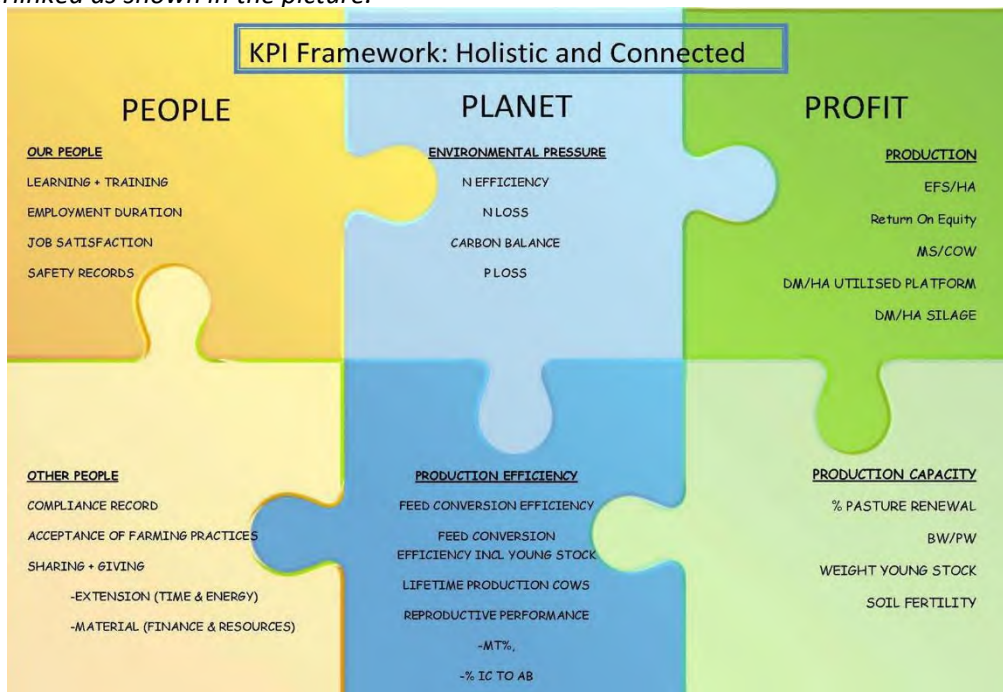 linked as shown in the picture.
KPI Framework: Holistic and Connected
PEOPLE
OUR PEOPLE
LEARNING + TRAINING
EMPLOYMENT DURATION
JOB SATISFACTION
SAFETY RECORDS
OTHER PEOPLE
COMPLIANCE RECORD
ACCEPTANCE OF FARMING PRACTICES
SHARING + GIVING
-EXTENSION (TIME & ENERGY)
-MATERIAL (FINANCE & RESOURCES)
PLANET
ENVIRONMENTAL PRESSURE
N EFFICIENCY
N LOSS
CARBON BALANCE
P LOSS
PRODUCTION EFFICIENCY
FEED CONVERSION EFFICIENCY
FEED CONVERSION
EFFICIENCY INCL YOUNG STOCK
LIFETIME PRODUCTION COWS
REPRODUCTIVE PERFORMANCE
-MT%,
-% IC TO AB
PROFIT
PRODUCTION
EFS/HA
Return On Equity
MS/COW
DM/HA UTILISED PLATFORM
DM/HA SILAGE
PRODUCTION CAPACITY
% PASTURE RENEWAL
BW/PW
WEIGHT YOUNG STOCK
SOIL FERTILITY